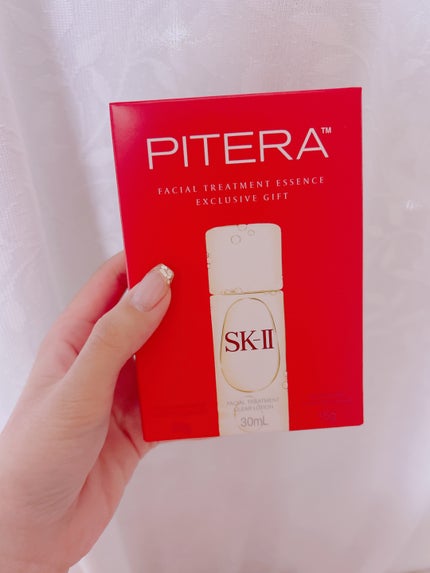 PITERA™
FACIAL TREATMENT ESSENCE
EXCLUSIVE GIFT
SK-II
FACIAL TREATMENT
CLEAR LOTION
30mL